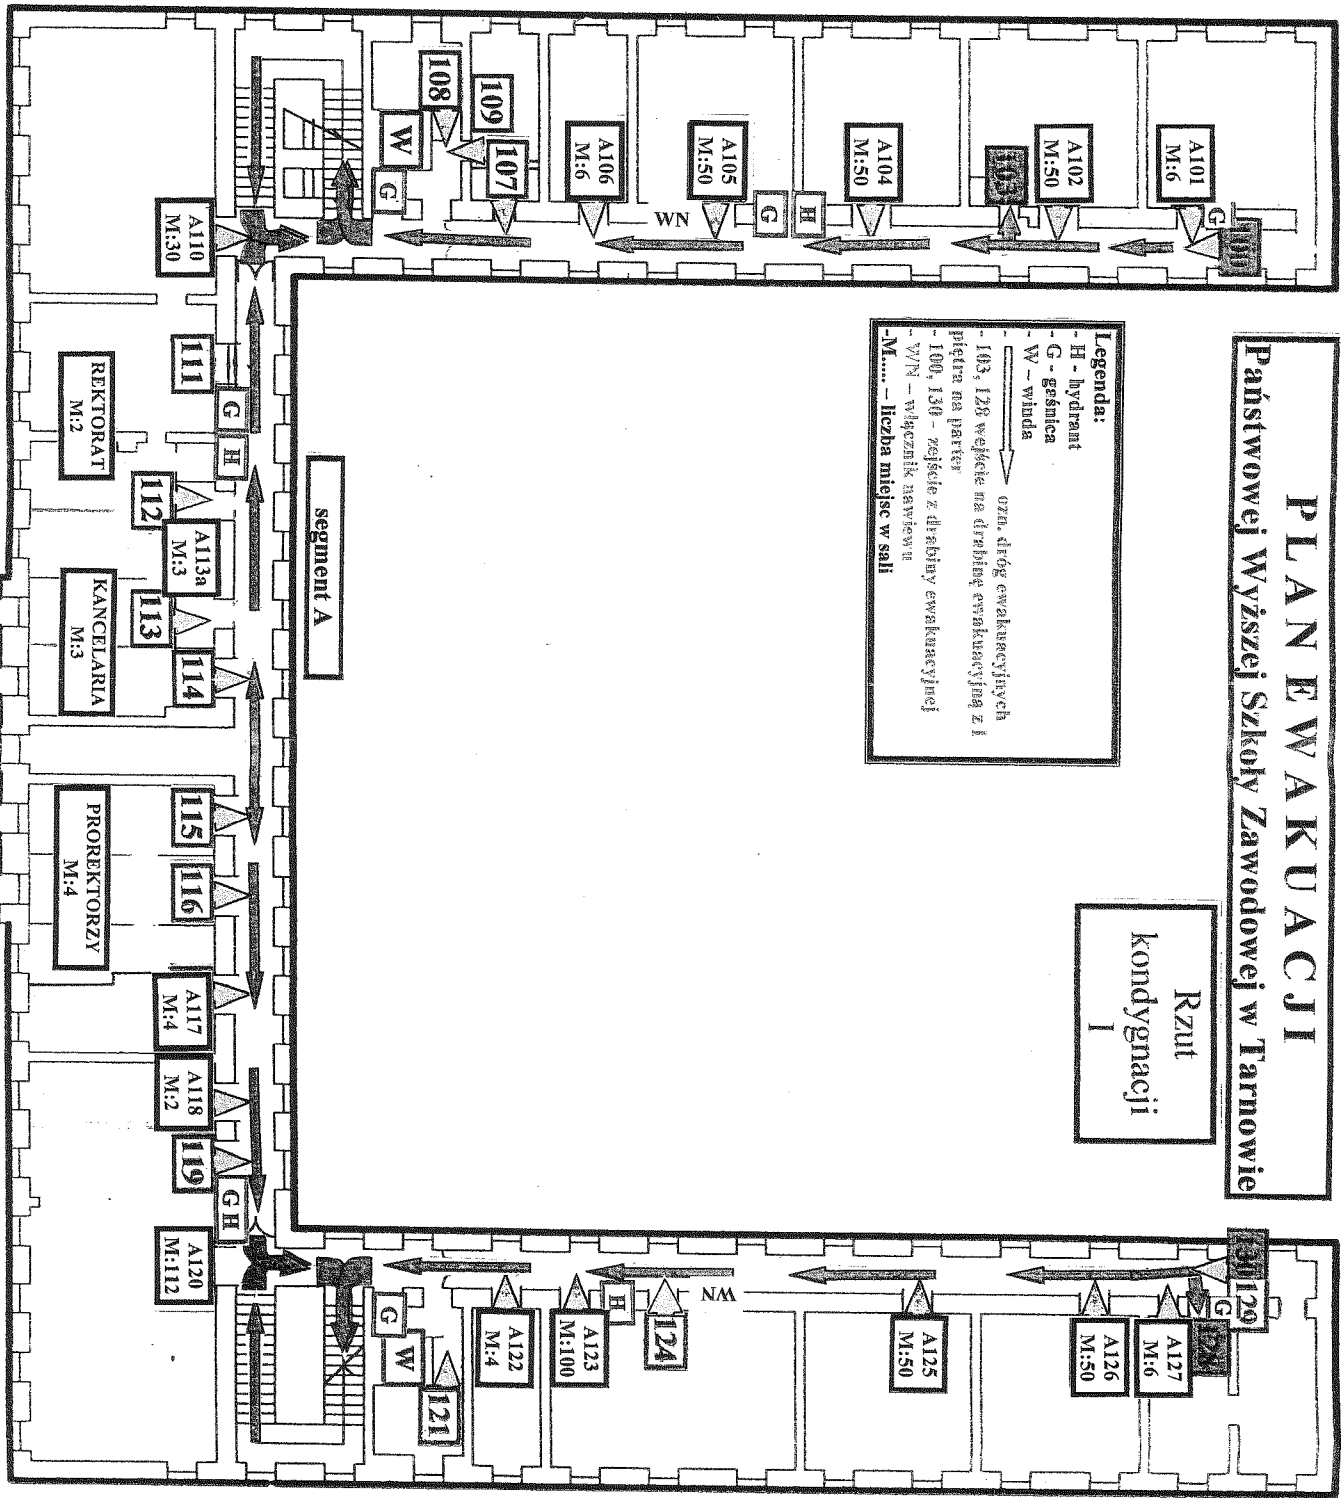 PLAN EWAKUACJI
Państwowej Wyższej Szkoły Zawodowej w Tarnowie
Rzut
kondygnacji
I
Legenda:
- H - hydrant
- G - gaśnica
- W – winda
- ozn. dróg ewakuacyjnych
- 103, 128 wejście na drabinę ewakuacyjną z I
piętra na parter
- 100, 130 – zejście z drabiny ewakuacyjnej
- WN – włącznik nawiewu
-M..... – liczba miejsc w sali
segment A
100
G
A101
M:6
A102
M:50
103
A104
M:50
H
G
A105
M:50
WN
A106
M:6
107
109
108
W
G
A110
M:30
111
G
H
REKTORAT
M:2
112
A113a
M:3
113
KANCELARIA
M:3
114
115
PROREKTORZY
M:4
116
A117
M:4
A118
M:2
119
G H
A120
M:112
G
W
121
A122
M:4
A123
M:100
H
124
WN
A125
M:50
A126
M:50
A127
M:6
128
G
129
130